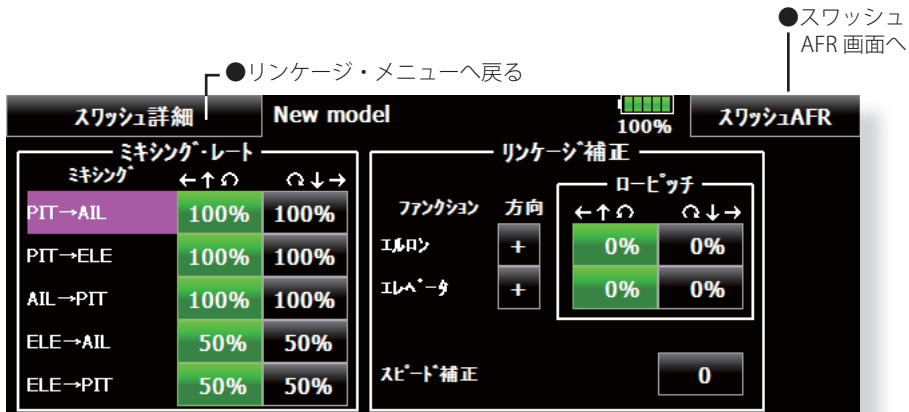 ●スワッシュ
AFR 画面へ
●リンケージ・メニューへ戻る
スワッシュ詳細 New model 100% スワッシュAFR
ミキシング・レート リンケージ補正
ミキシング ←↑↷ ↷↓→ ロービッチ
ファンクション 方向 ←↑↷ ↷↓→
PIT→AIL 100% 100%
エルロン + 0% 0%
PIT→ELE 100% 100%
エレベータ + 0% 0%
AIL→PIT 100% 100%
ELE→AIL 50% 50%
ELE→PIT 50% 50%
スピード補正 0